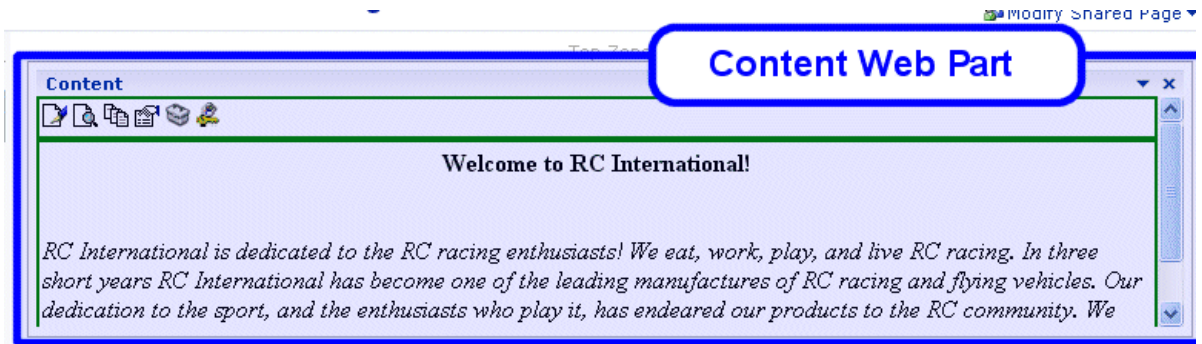 Modify Shared Page
Top Zone
Content Web Part
Content
Welcome to RC International!
RC International is dedicated to the RC racing enthusiasts! We eat, work, play, and live RC racing. In three
short years RC International has become one of the leading manufactures of RC racing and flying vehicles. Our
dedication to the sport, and the enthusiasts who play it, has endeared our products to the RC community. We